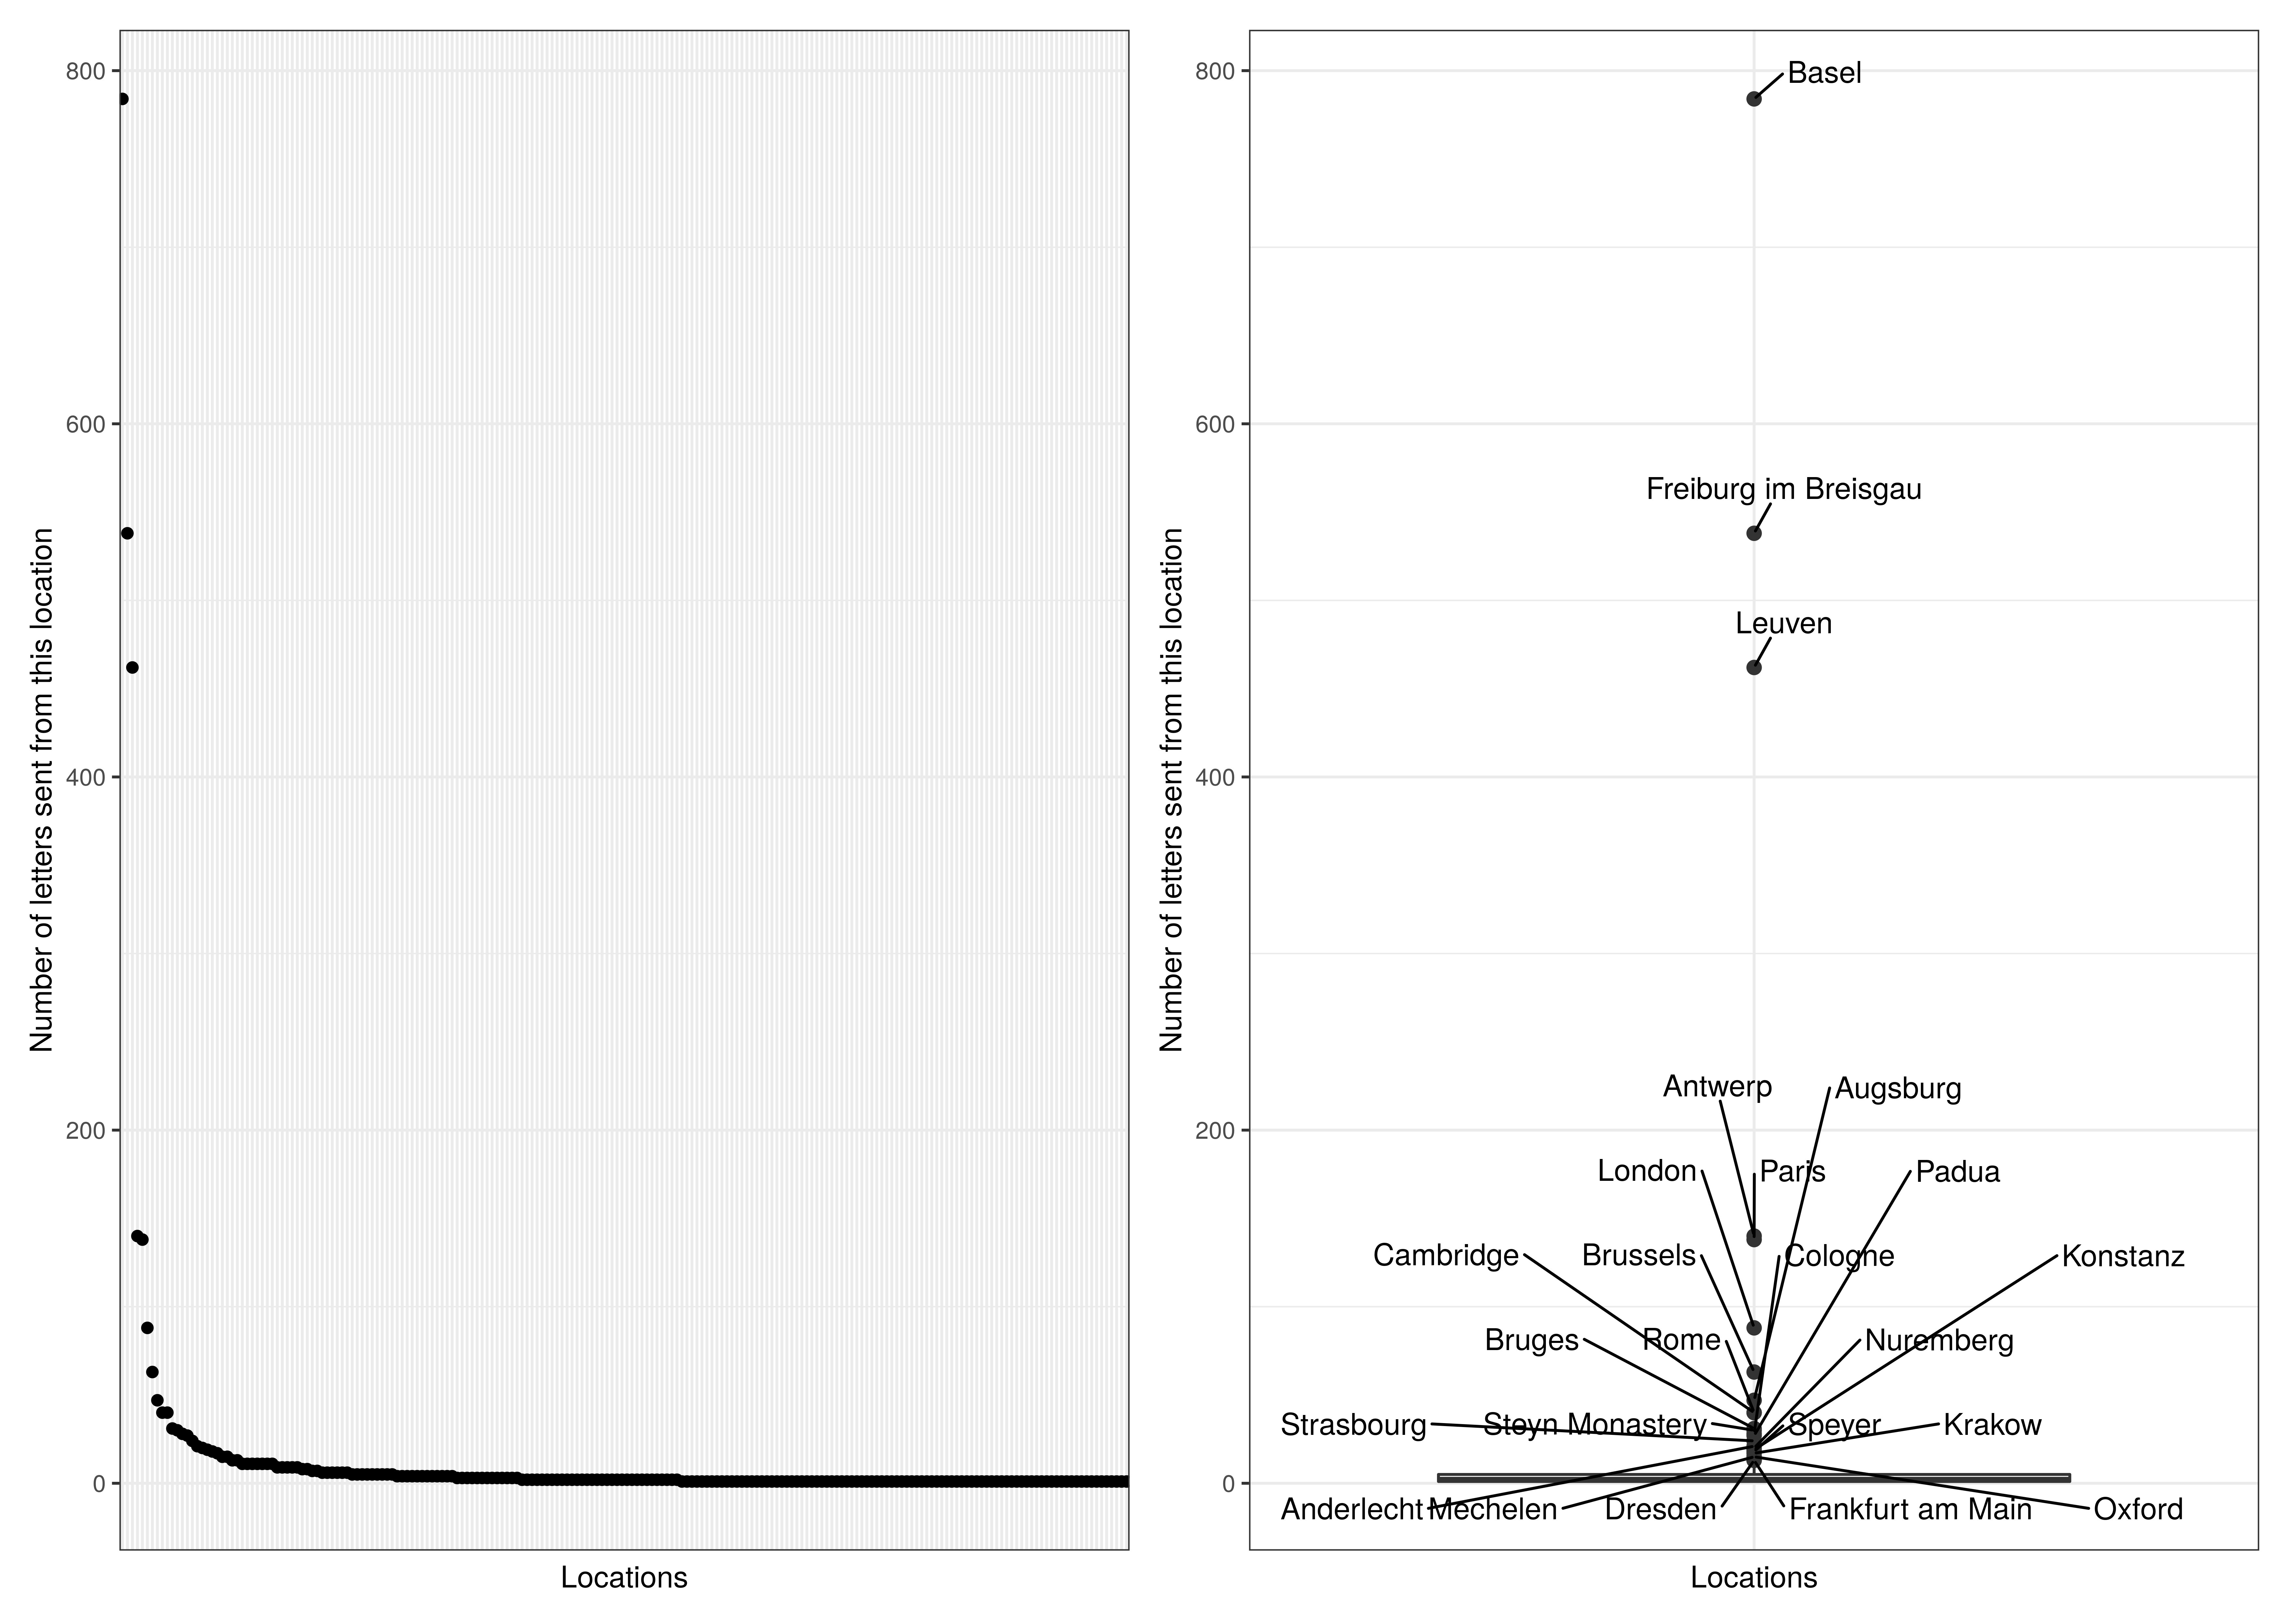 Number of letters sent from this location
800
600
400
200
0
Locations
Number of letters sent from this location
800
600
400
200
0
Basel
Freiburg im Breisgau
Leuven
Antwerp
Augsburg
London
Paris
Padua
Cambridge
Brussels
Cologne
Konstanz
Bruges
Rome
Nuremberg
Strasbourg
Steyn Monastery
Speyer
Krakow
Anderlecht
Mechelen
Dresden
Frankfurt am Main
Oxford
Locations